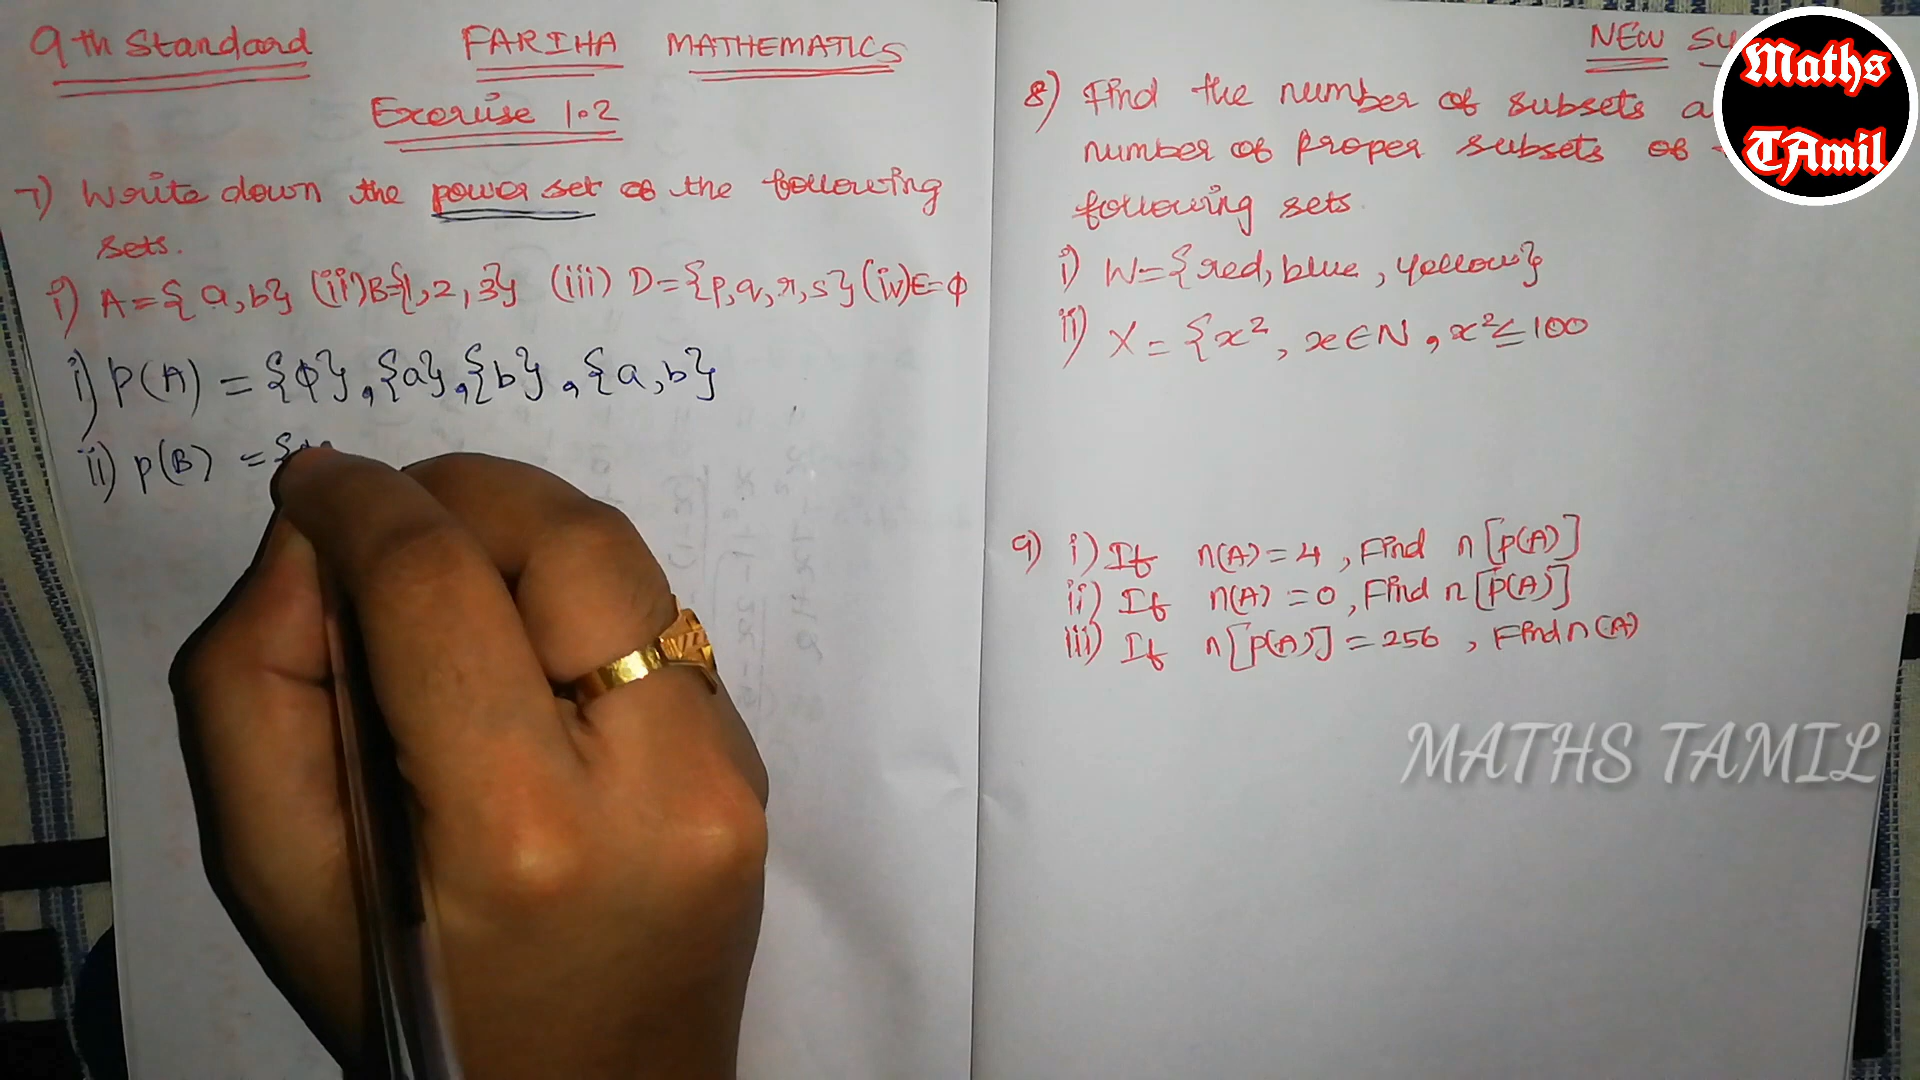 9th Standard FARIHA MATHEMATICS
Exercise 1.2
7) Write down the power set of the following
sets.
i) A={a,b} (ii)B={1,2,3} (iii) D={p,q,r,s} (iv)E=ϕ
i) P(A) = {ϕ},{a},{b},{a,b}
ii) p(B) ={
NEW
8) Find the number of subsets
number of proper subsets of
following sets.
i) W={red,blue,yellow}
ii) X={x², x∈N, x²≤100
9) i) If n(A)=4, Find n[p(A)]
ii) If n(A)=0, Find n[p(A)]
iii) If n[p(A)]=256, Find n(A)
Maths
TAmil
MATHS TAMIL